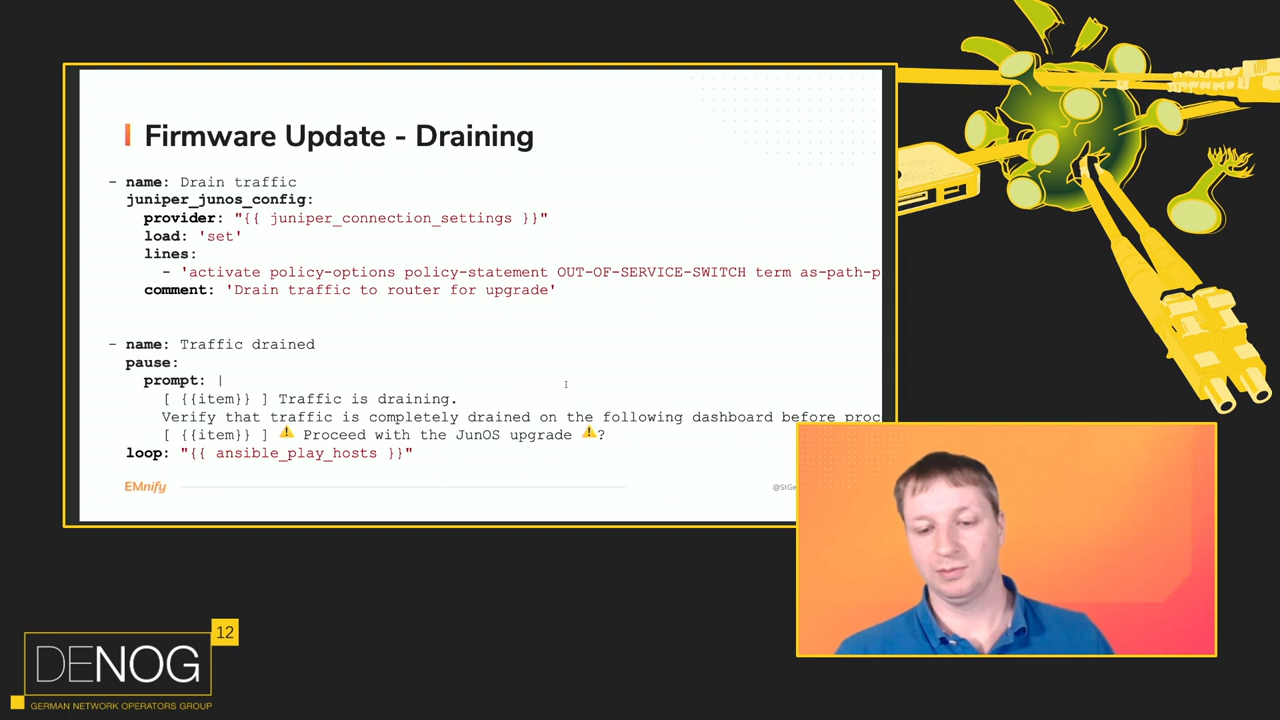 Firmware Update - Draining
- name: Drain traffic
juniper_junos_config:
provider: "{{ juniper_connection_settings }}"
load: 'set'
lines:
- 'activate policy-options policy-statement OUT-OF-SERVICE-SWITCH term as-path-p
comment: 'Drain traffic to router for upgrade'
- name: Traffic drained
pause:
prompt: |
[ {{item}} ] Traffic is draining.
Verify that traffic is completely drained on the following dashboard before proc
[ {{item}} ] ⚠ Proceed with the JunOS upgrade ⚠?
loop: "{{ ansible_play_hosts }}"
EMnify
@StGe
12
DENOG
GERMAN NETWORK OPERATORS GROUP